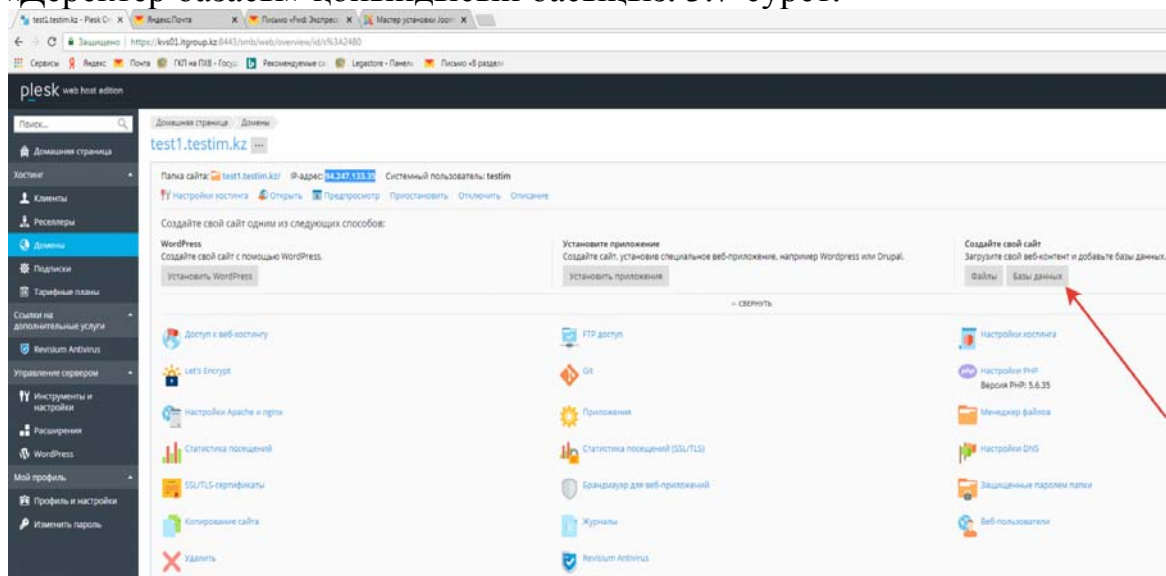 «Деректер базасы» қойындысын басыңыз. 3.7-сурет.
test1.testim.kz - Plesk
Яндекс.Почта
Письмо «Fwd: Экспресс
Мастер установки Joom
Защищено https://kvs01.itgroup.kz:8443/smb/web/overview/id/s%3A2480
Сервисы Яндекс Почта ГКП на ПХВ - Госу Рекомендуемые са Legastore - Панель Письмо «В раздел
plesk web host edition
Поиск...
Домашняя страница
Хостинг
Клиенты
Реселлеры
Домены
Подписки
Тарифные планы
Ссылки на
дополнительные услуги
Revisium Antivirus
Управление сервером
Инструменты и
настройки
Расширения
WordPress
Мой профиль
Профиль и настройки
Изменить пароль
Домашняя страница Домены
test1.testim.kz ...
Папка сайта: test1.testim.kz/ IP-адрес: 94.247.133.35 Системный пользователь: testim
Настройки хостинга Открыть Предпросмотр Приостановить Отключить Описание
Создайте свой сайт одним из следующих способов:
WordPress
Создайте свой сайт с помощью WordPress.
Установить WordPress
Установите приложение
Создайте сайт, установив специальное веб-приложение, например Wordpress или Drupal.
Установить приложения
Создайте свой сайт
Загрузите свой веб-контент и добавьте базы данных.
Файлы Базы данных
СВЕРНУТЬ
Доступ к веб-хостингу FTP доступ Настройки хостинга
Let's Encrypt Git Настройки PHP
Версия PHP: 5.6.35
Настройки Apache и nginx Приложения Менеджер файлов
Статистика посещений Статистика посещений (SSL/TLS) Настройки DNS
SSL/TLS-сертификаты Брандмауэр для веб-приложений Защищенные паролем папки
Копирование сайта Журналы Веб-пользователи
Удалить Revisium Antivirus